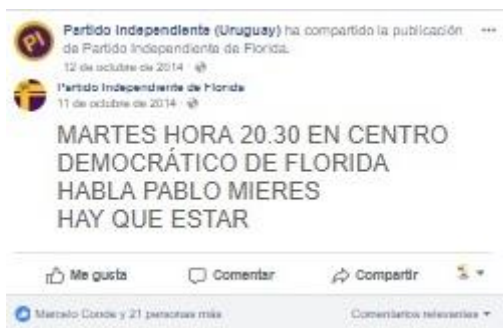 PI
Partido Independiente (Uruguay) ha compartido la publicación
de Partido Independiente de Florida.
12 de octubre de 2014
Partido Independiente de Florida
11 de octubre de 2014
MARTES HORA 20.30 EN CENTRO
DEMOCRÁTICO DE FLORIDA
HABLA PABLO MIERES
HAY QUE ESTAR
Me gusta Comentar Compartir
Marcelo Conde y 21 personas más Comentarios relevantes